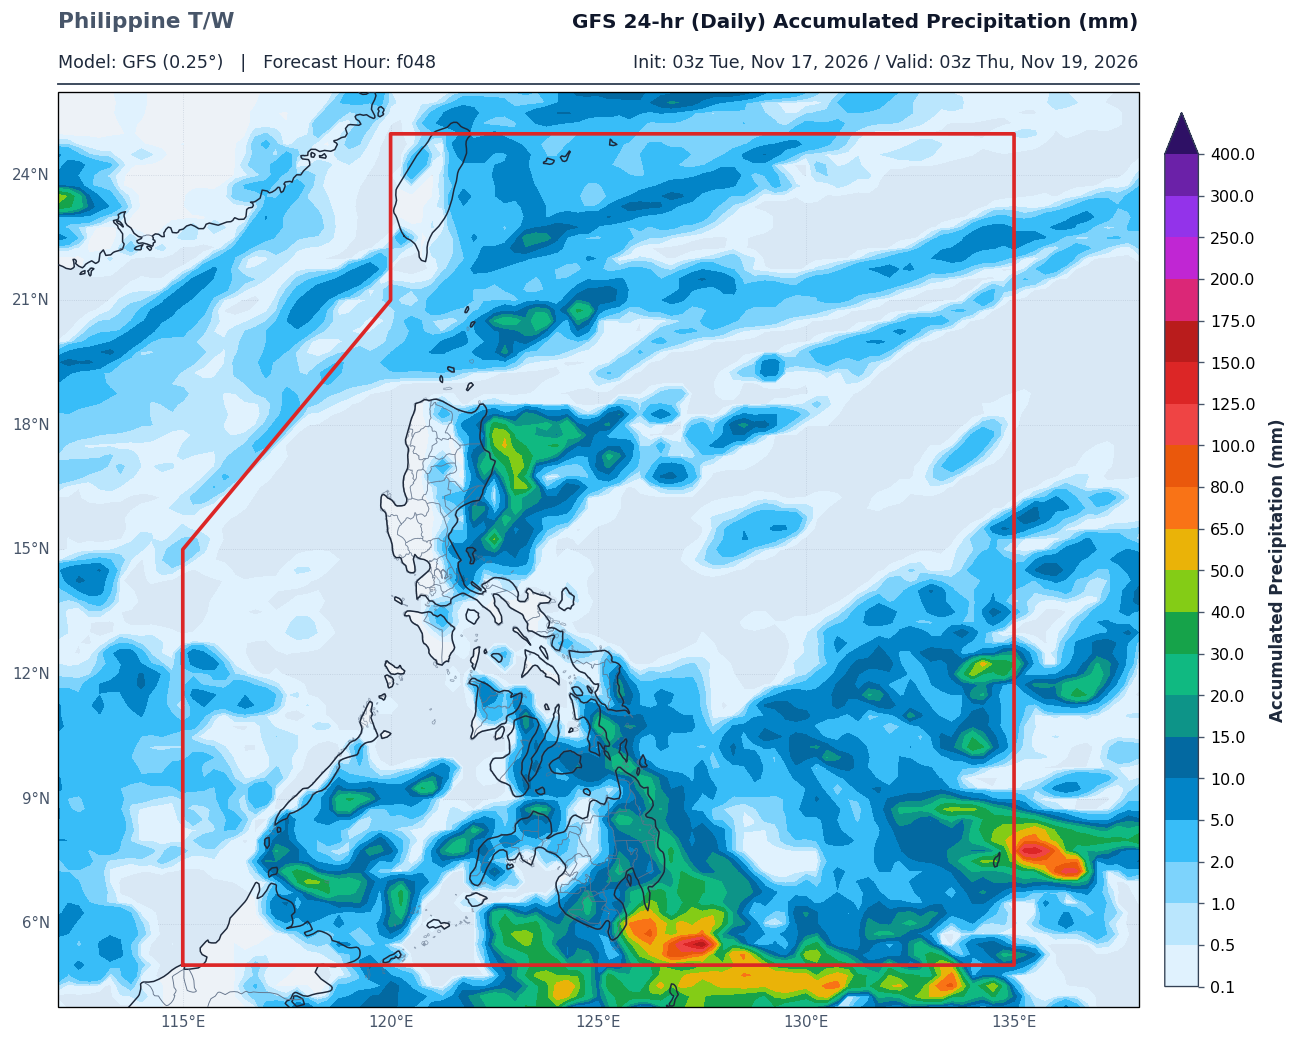 Philippine T/W
GFS 24-hr (Daily) Accumulated Precipitation (mm)
Model: GFS (0.25°)   |   Forecast Hour: f048
Init: 03z Tue, Nov 17, 2026 / Valid: 03z Thu, Nov 19, 2026
24°N
21°N
18°N
15°N
12°N
9°N
6°N
115°E
120°E
125°E
130°E
135°E
400.0
300.0
250.0
200.0
175.0
150.0
125.0
100.0
80.0
65.0
50.0
40.0
30.0
20.0
15.0
10.0
5.0
2.0
1.0
0.5
0.1
Accumulated Precipitation (mm)